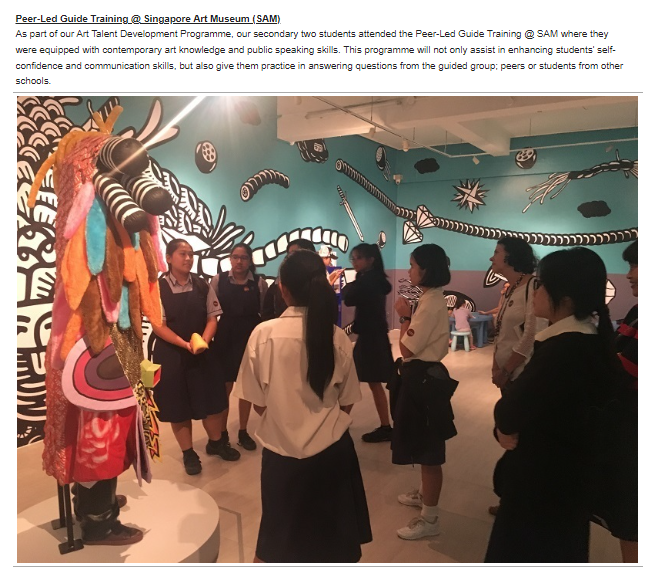 Peer-Led Guide Training @ Singapore Art Museum (SAM)
As part of our Art Talent Development Programme, our secondary two students attended the Peer-Led Guide Training @ SAM where they
were equipped with contemporary art knowledge and public speaking skills. This programme will not only assist in enhancing students' self-
confidence and communication skills, but also give them practice in answering questions from the guided group; peers or students from other
schools.